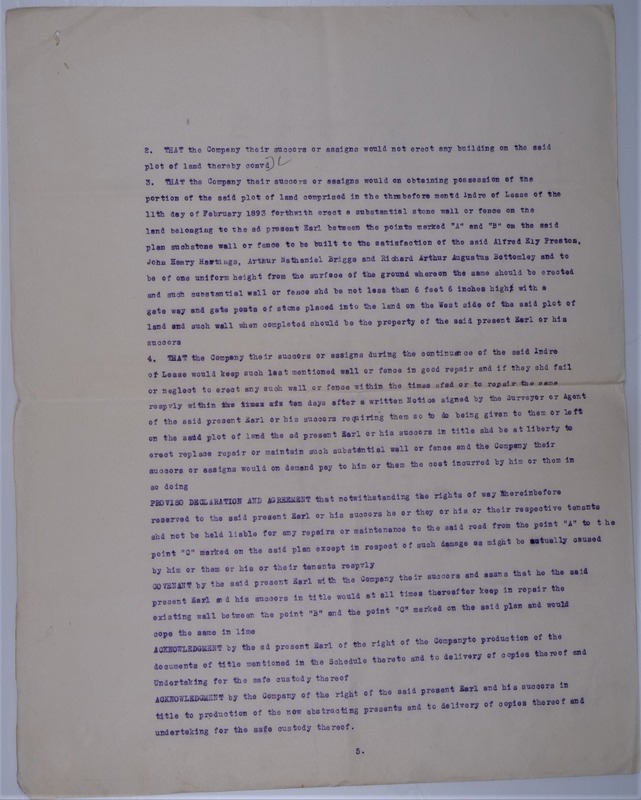 2. THAT the Company their succors or assigns would not erect any building on the said
plot of land thereby convd
3. THAT the Company their succors or assigns would on obtaining possession of the
portion of the said plot of land comprised in the thrnbefore mentd Indre of Lease of the
11th day of February 1893 forthwith erect a substantial stone wall or fence on the
land belonging to the sd present Earl between the points marked "A" and "B" on the said
plan suchstone wall or fence to be built to the satisfaction of the said Alfred Ely Preston,
John Henry Hastings, Arthur Nathaniel Briggs and Richard Arthur Augustus Bottomley and to
be of one uniform height from the surface of the ground whereon the same should be erected
and such substantial wall or fence shd be not less than 6 feet 6 inches high with a
gate way and gate posts of stone placed into the land on the West side of the said plot of
land and such wall when completed should be the property of the said present Earl or his
succors
4. THAT the Company their succors or assigns during the continuance of the said Indre
of Lease would keep such last mentioned wall or fence in good repair and if they shd fail
or neglect to erect any such wall or fence within the times afsd or to repair the same
respvly within ten days after a written Notice signed by the Surveyor or Agent
of the said present Earl or his succors requiring them so to do being given to them or left
on the said plot of land the sd present Earl or his succors in title shd be at liberty to
erect replace repair or maintain such substantial wall or fence and the Company their
succors or assigns would on demand pay to him or them the cost incurred by him or them in
so doing
PROVISO DECLARATION AND AGREEMENT that notwithstanding the rights of way hereinbefore
reserved to the said present Earl or his succors he or they or his or their respective tenants
shd not be held liable for any repairs or maintenance to the said road from the point "A" to t he
point "C" marked on the said plan except in respect of such damage as might be actually caused
by him or them or his or their tenants respvly
COVENANT by the said present Earl with the Company their succors and assns that he the said
present Earl and his succors in title would at all times thereafter keep in repair the
existing wall between the point "B" and the point "C" marked on the said plan and would
cope the same in lime
ACKNOWLEDGMENT by the sd present Earl of the right of the Companyto production of the
documents of title mentioned in the Schedule thereto and to delivery of copies thereof and
Undertaking for the safe custody thereof
ACKNOWLEDGMENT by the Company of the right of the said present Earl and his succors in
title to production of the now abstracting presents and to delivery of copies thereof and
undertaking for the safe custody thereof.
5.